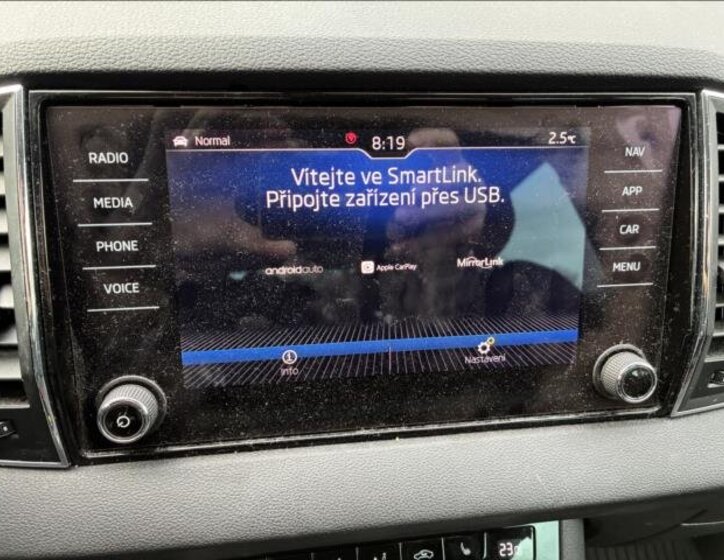 Normal
8:19
2.5°C
RADIO
MEDIA
PHONE
VOICE
Vítejte ve SmartLink.
Připojte zařízení přes USB.
androidauto
Apple CarPlay
MirrorLink
Info
Nastavení
NAV
APP
CAR
MENU
23